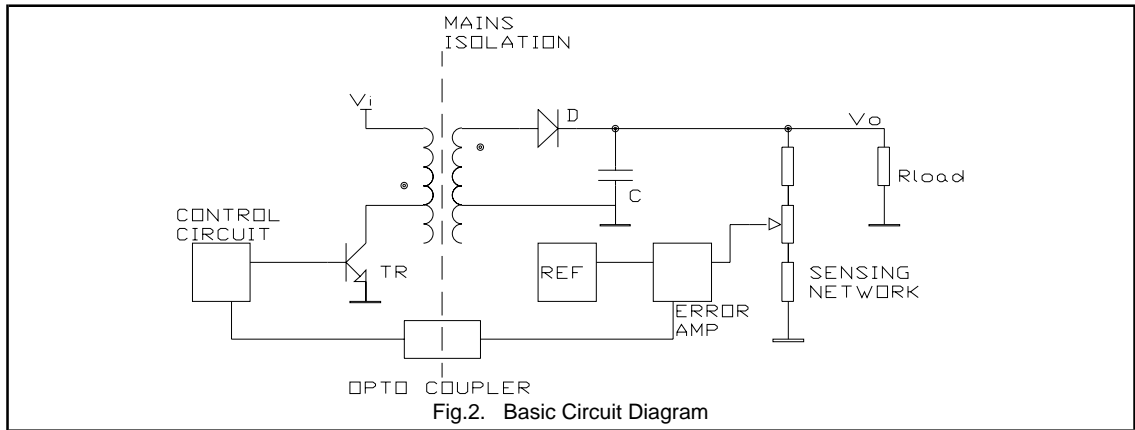 MAINS
ISOLATION
Vi
D
Vo
C
Rload
CONTROL
CIRCUIT
TR
REF
ERROR
AMP
SENSING
NETWORK
OPTO COUPLER
Fig.2. Basic Circuit Diagram